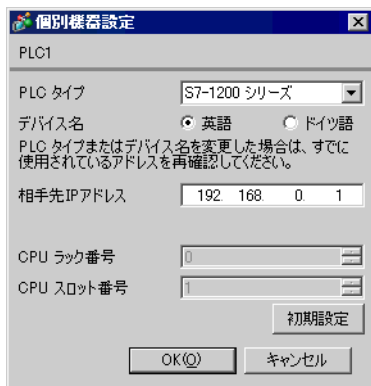 個別機器設定
PLC1
PLC タイプ S7-1200 シリーズ
デバイス名 英語 ドイツ語
PLC タイプまたはデバイス名を変更した場合は、すでに
使用されているアドレスを再確認してください。
相手先IPアドレス 192. 168. 0. 1
CPU ラック番号 0
CPU スロット番号 1
初期設定
OK(O) キャンセル